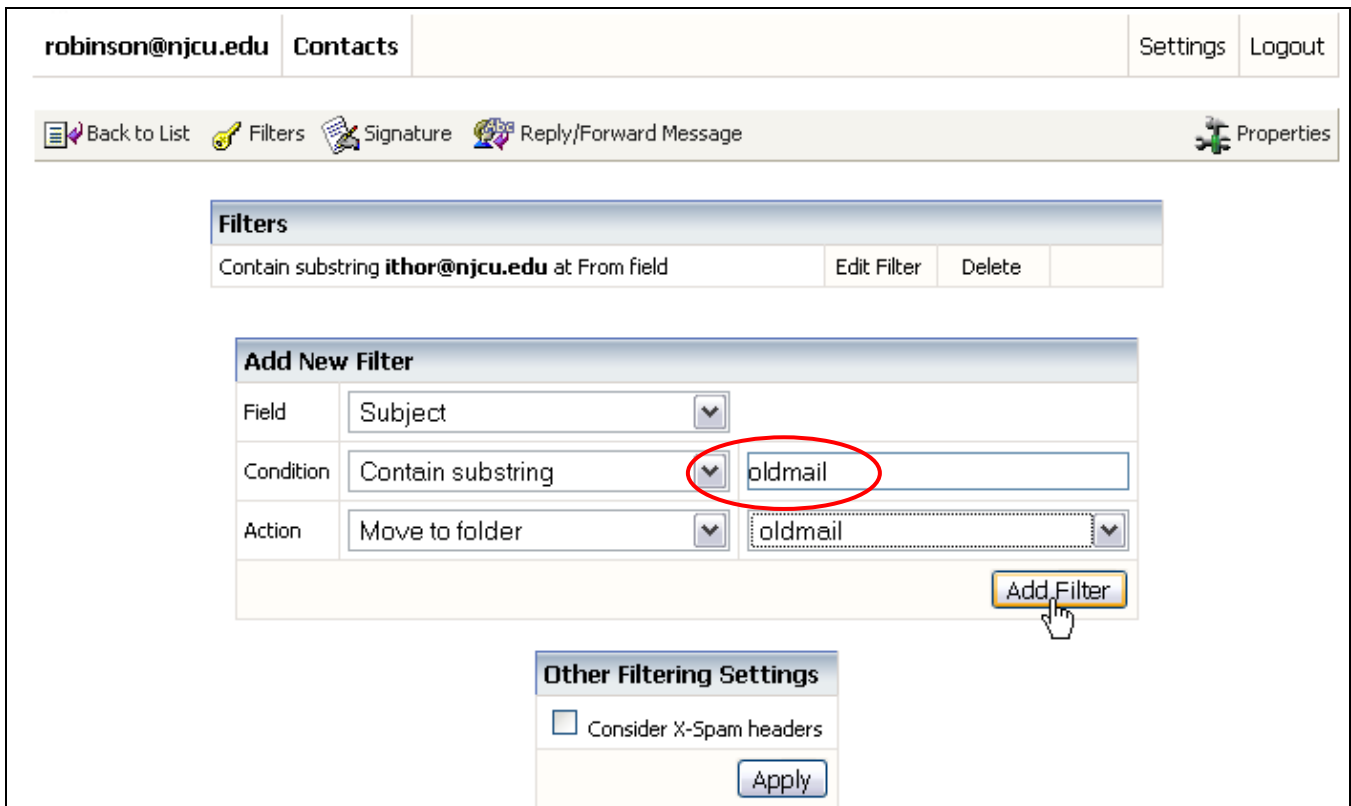 robinson@njcu.edu Contacts Settings Logout
Back to List Filters Signature Reply/Forward Message Properties
Filters
Contain substring ithor@njcu.edu at From field Edit Filter Delete
Add New Filter
Field Subject
Condition Contain substring oldmail
Action Move to folder oldmail
Add Filter
Other Filtering Settings
Consider X-Spam headers
Apply